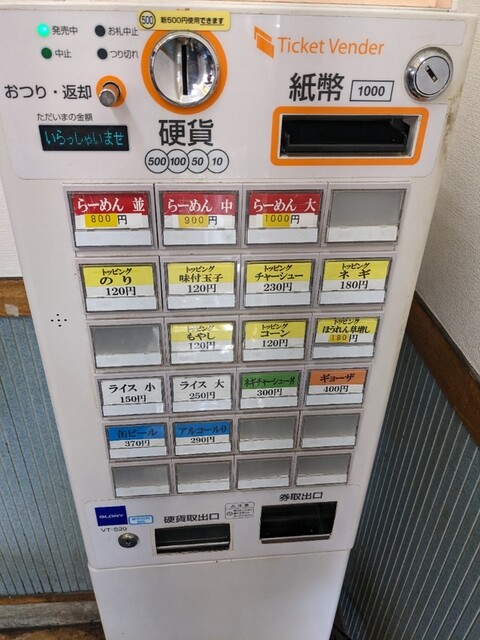 500 新500円使用できます
発売中 お札中止
中止 つり切れ
Ticket Vender
おつり・返却
紙幣 1000
ただいまの金額
いらっしゃいませ
硬貨
500 100 50 10
らーめん 並
800円
らーめん 中
900円
らーめん 大
1000円
トッピング
のり
120円
トッピング
味付玉子
120円
トッピング
チャーシュー
230円
トッピング
ネギ
180円
トッピング
もやし
120円
トッピング
コーン
120円
トッピング
ほうれん草増し
180円
ライス 小
150円
ライス 大
250円
300円
ギョーザ
400円
缶ビール
370円
アルコール0
290円
GLORY
VT-S20
硬貨取出口
券取出口